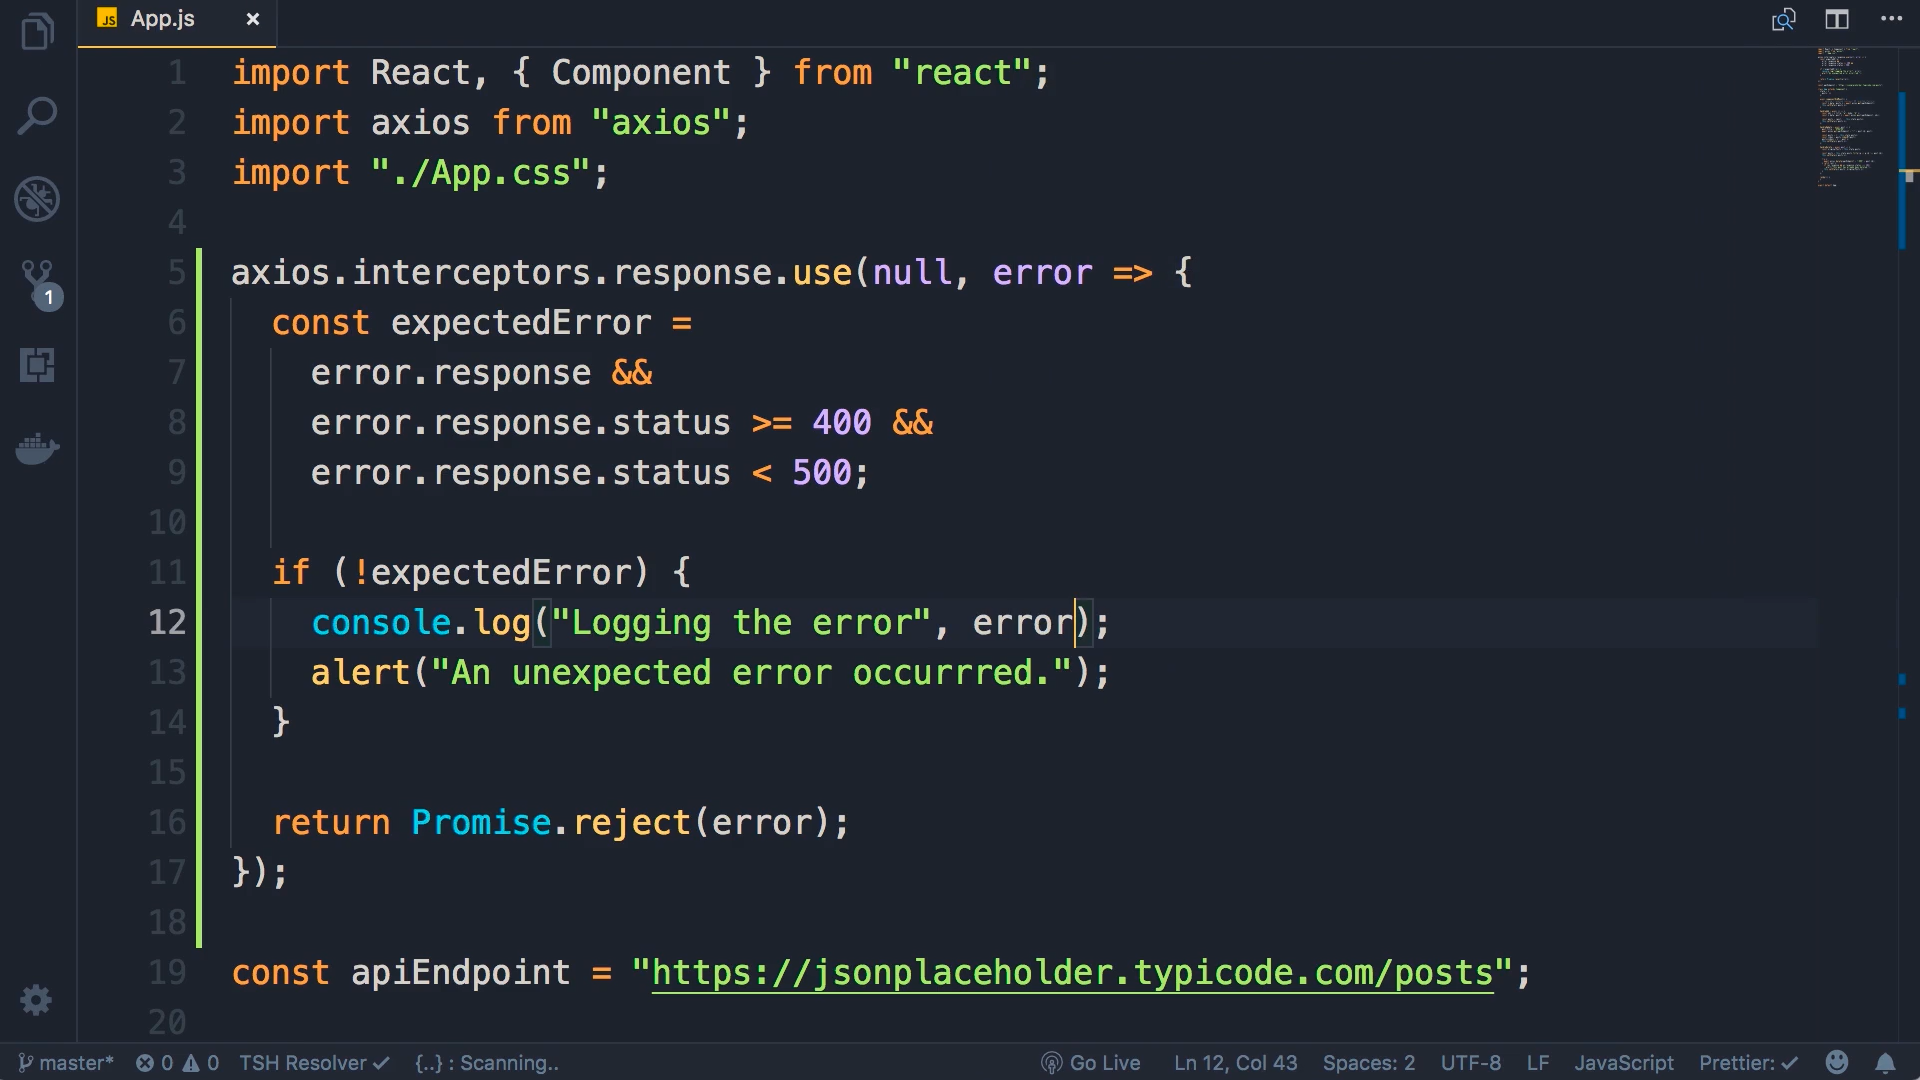 JS App.js ×
1 import React, { Component } from "react";
2 import axios from "axios";
3 import "./App.css";
4
5 axios.interceptors.response.use(null, error => {
6 const expectedError =
7 error.response &&
8 error.response.status >= 400 &&
9 error.response.status < 500;
10
11 if (!expectedError) {
12 console.log("Logging the error", error);
13 alert("An unexpected error occurrred.");
14 }
15
16 return Promise.reject(error);
17 });
18
19 const apiEndpoint = "https://jsonplaceholder.typicode.com/posts";
20
1
master* 0 0 TSH Resolver ✓ {..} : Scanning.. Go Live Ln 12, Col 43 Spaces: 2 UTF-8 LF JavaScript Prettier: ✓